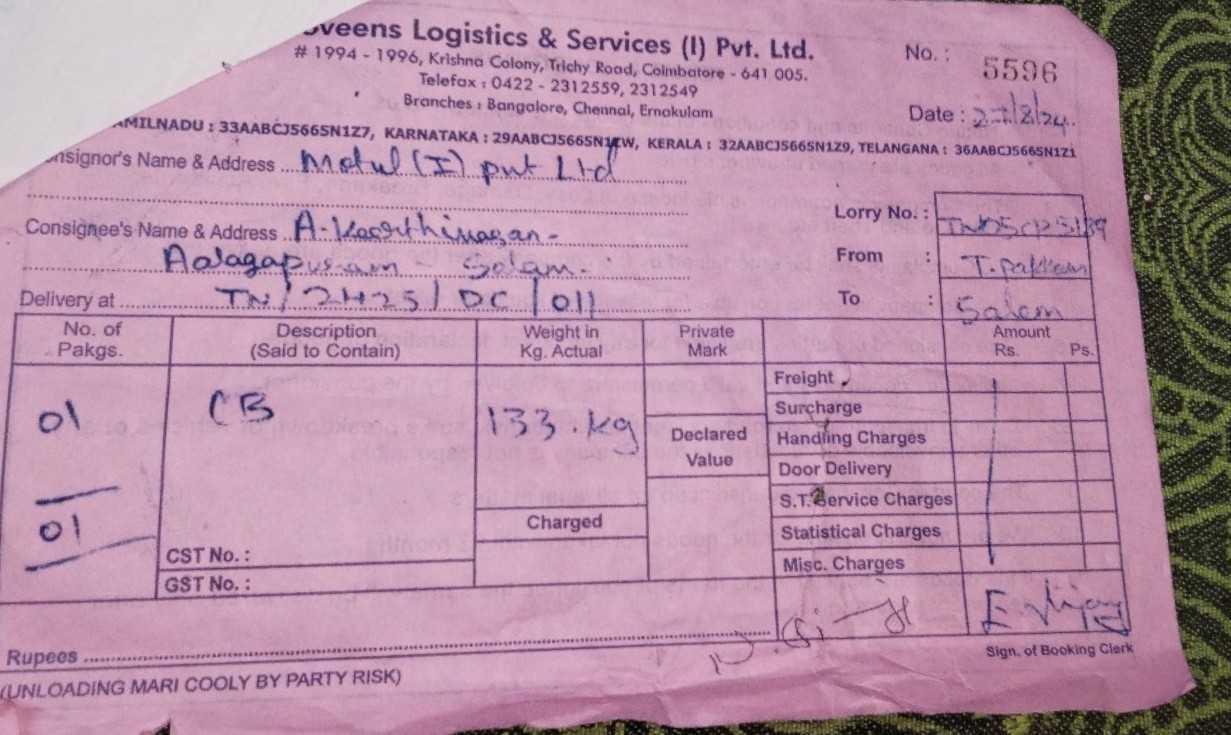 oveens Logistics & Services (I) Pvt. Ltd.
# 1994 - 1996, Krishna Colony, Trichy Road, Coimbatore - 641 005.
Telefax : 0422 - 2312559, 2312549
Branches : Bangalore, Chennai, Ernakulam
No. : 5596
Date : 27/8/24
AMILNADU : 33AABCJ5665N1Z7, KARNATAKA : 29AABCJ5665N1EW, KERALA : 32AABCJ5665N1Z9, TELANGANA : 36AABCJ5665N1Z1
nsignor's Name & Address Motul (I) pvt Ltd
Consignee's Name & Address A-
Salem
Delivery at TN/2425/DC/011
Lorry No. :
From :
To : Salem
No. of Pakgs. Description (Said to Contain) Weight in Kg. Actual Private Mark Amount Rs. Ps.
01 CB 133 kg
01
Declared Value
Charged
CST No. :
GST No. :
Freight
Surcharge
Handling Charges
Door Delivery
S.T. Service Charges
Statistical Charges
Misc. Charges
Rupees
Sign. of Booking Clerk
(UNLOADING MARI COOLY BY PARTY RISK)